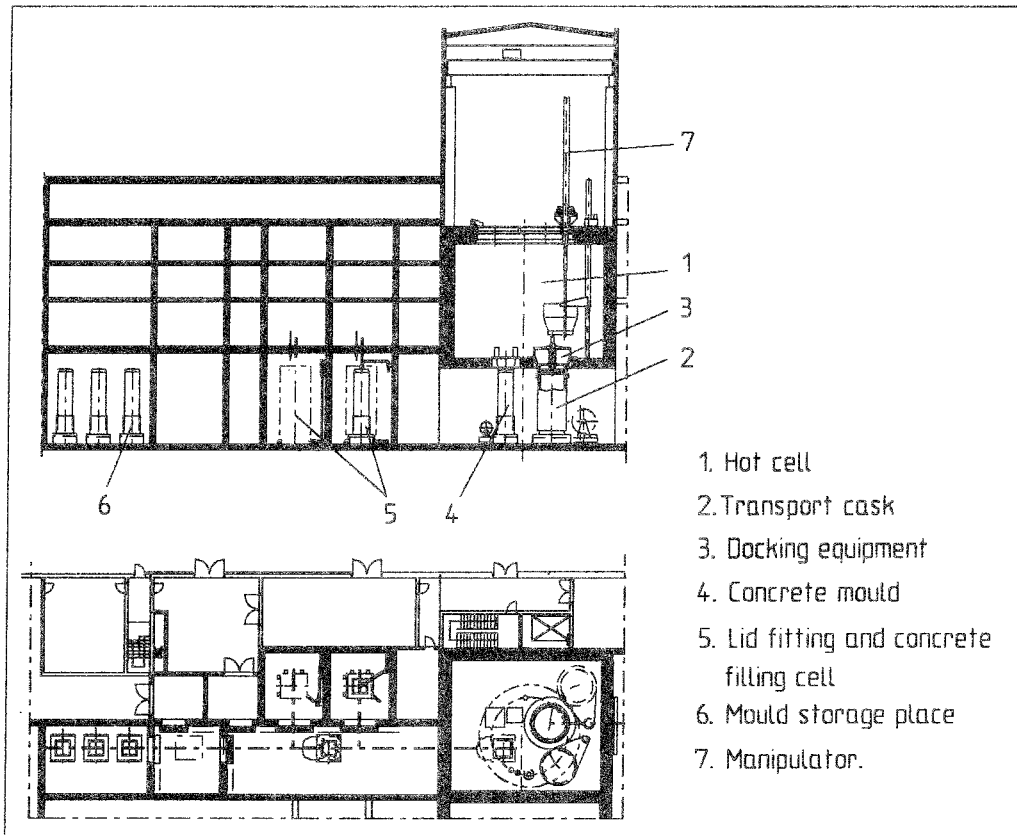 7
1
3
2
6
5
4
1. Hot cell
2. Transport cask
3. Docking equipment
4. Concrete mould
5. Lid fitting and concrete
filling cell
6. Mould storage place
7. Manipulator.